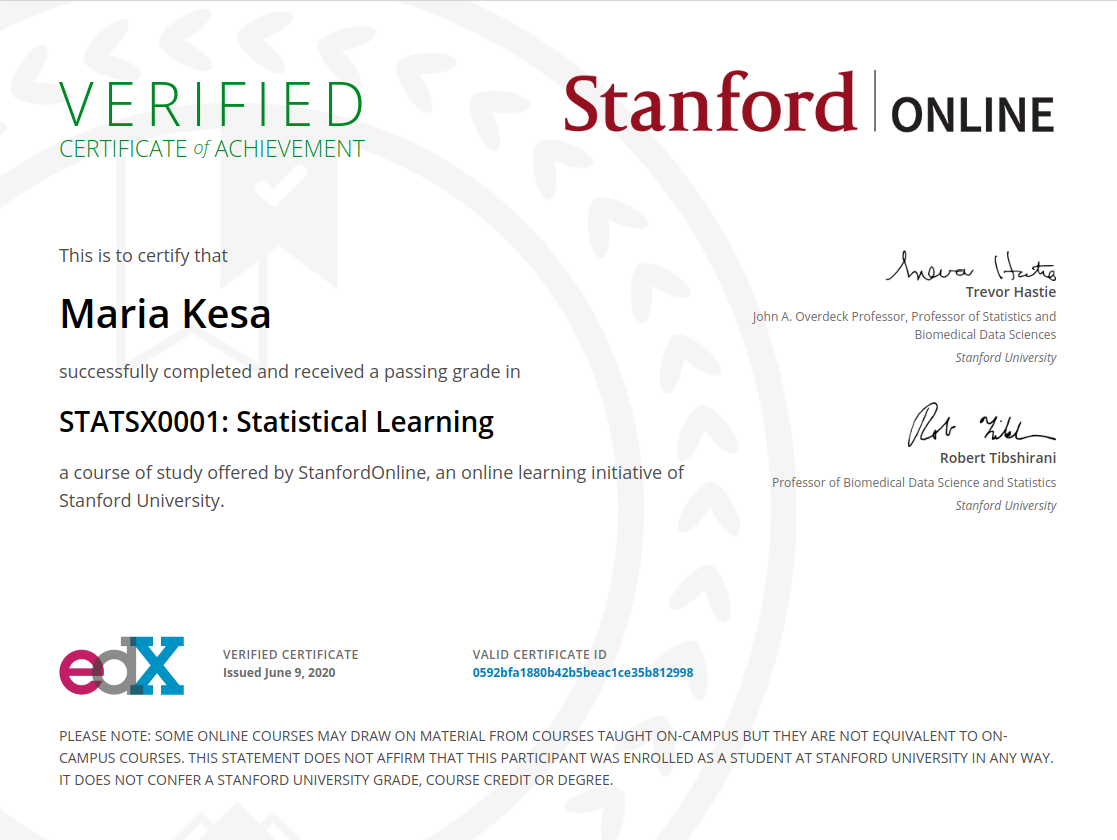 VERIFIED
CERTIFICATE of ACHIEVEMENT
Stanford | ONLINE
This is to certify that
Maria Kesa
successfully completed and received a passing grade in
STATSX0001: Statistical Learning
a course of study offered by StanfordOnline, an online learning initiative of
Stanford University.
Trevor Hastie
Trevor Hastie
John A. Overdeck Professor, Professor of Statistics and
Biomedical Data Sciences
Stanford University
Rob Tibsh
Robert Tibshirani
Professor of Biomedical Data Science and Statistics
Stanford University
edX
VERIFIED CERTIFICATE
Issued June 9, 2020
VALID CERTIFICATE ID
0592bfa1880b42b5beac1ce35b812998
PLEASE NOTE: SOME ONLINE COURSES MAY DRAW ON MATERIAL FROM COURSES TAUGHT ON-CAMPUS BUT THEY ARE NOT EQUIVALENT TO ON-
CAMPUS COURSES. THIS STATEMENT DOES NOT AFFIRM THAT THIS PARTICIPANT WAS ENROLLED AS A STUDENT AT STANFORD UNIVERSITY IN ANY WAY.
IT DOES NOT CONFER A STANFORD UNIVERSITY GRADE, COURSE CREDIT OR DEGREE.